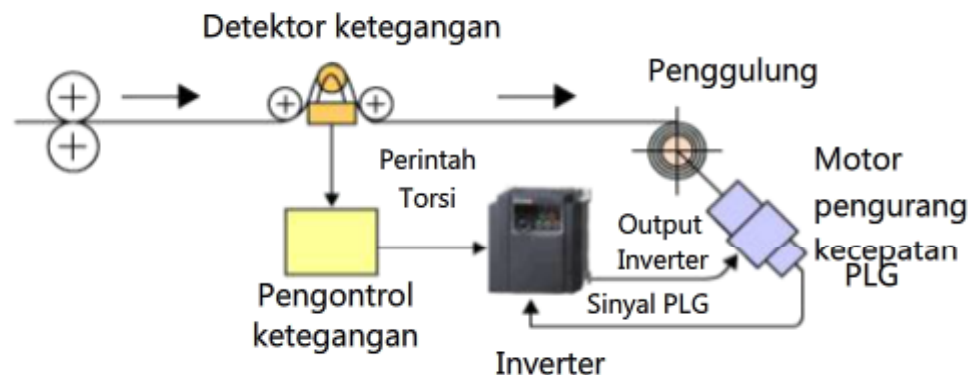 Detektor ketegangan
Penggulung
Perintah
Torsi
Motor
pengurang
kecepatan
PLG
Output
Inverter
Sinyal PLG
Pengontrol
ketegangan
Inverter